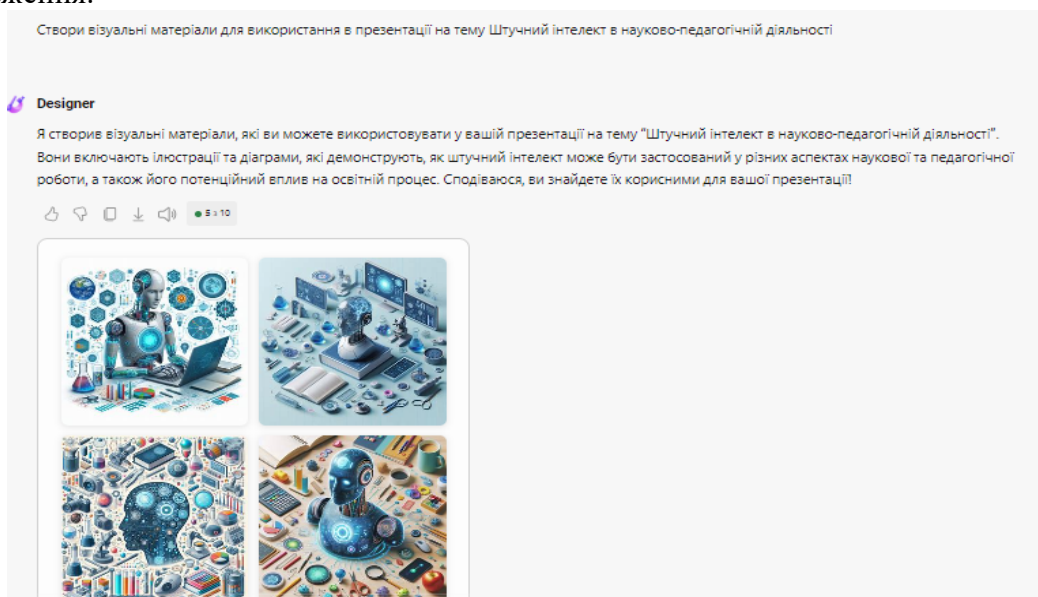 Створи візуальні матеріали для використання в презентації на тему Штучний інтелект в науково-педагогічній діяльності
Designer
Я створив візуальні матеріали, які ви можете використовувати у вашій презентації на тему “Штучний інтелект в науково-педагогічній діяльності”.
Вони включають ілюстрації та діаграми, які демонструють, як штучний інтелект може бути застосований у різних аспектах наукової та педагогічної
роботи, а також його потенційний вплив на освітній процес. Сподіваюся, ви знайдете їх корисними для вашої презентації!
5 з 10